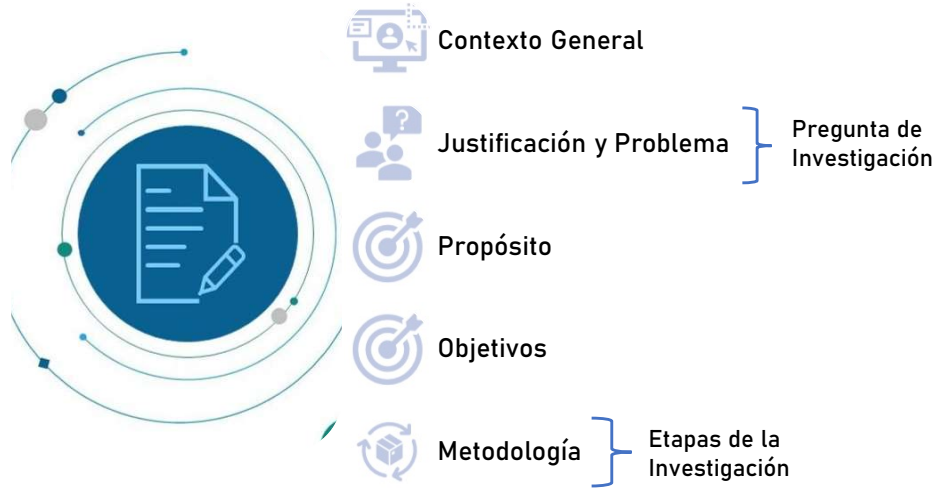 Contexto General
Justificación y Problema
Pregunta de
Investigación
Propósito
Objetivos
Metodología
Etapas de la
Investigación